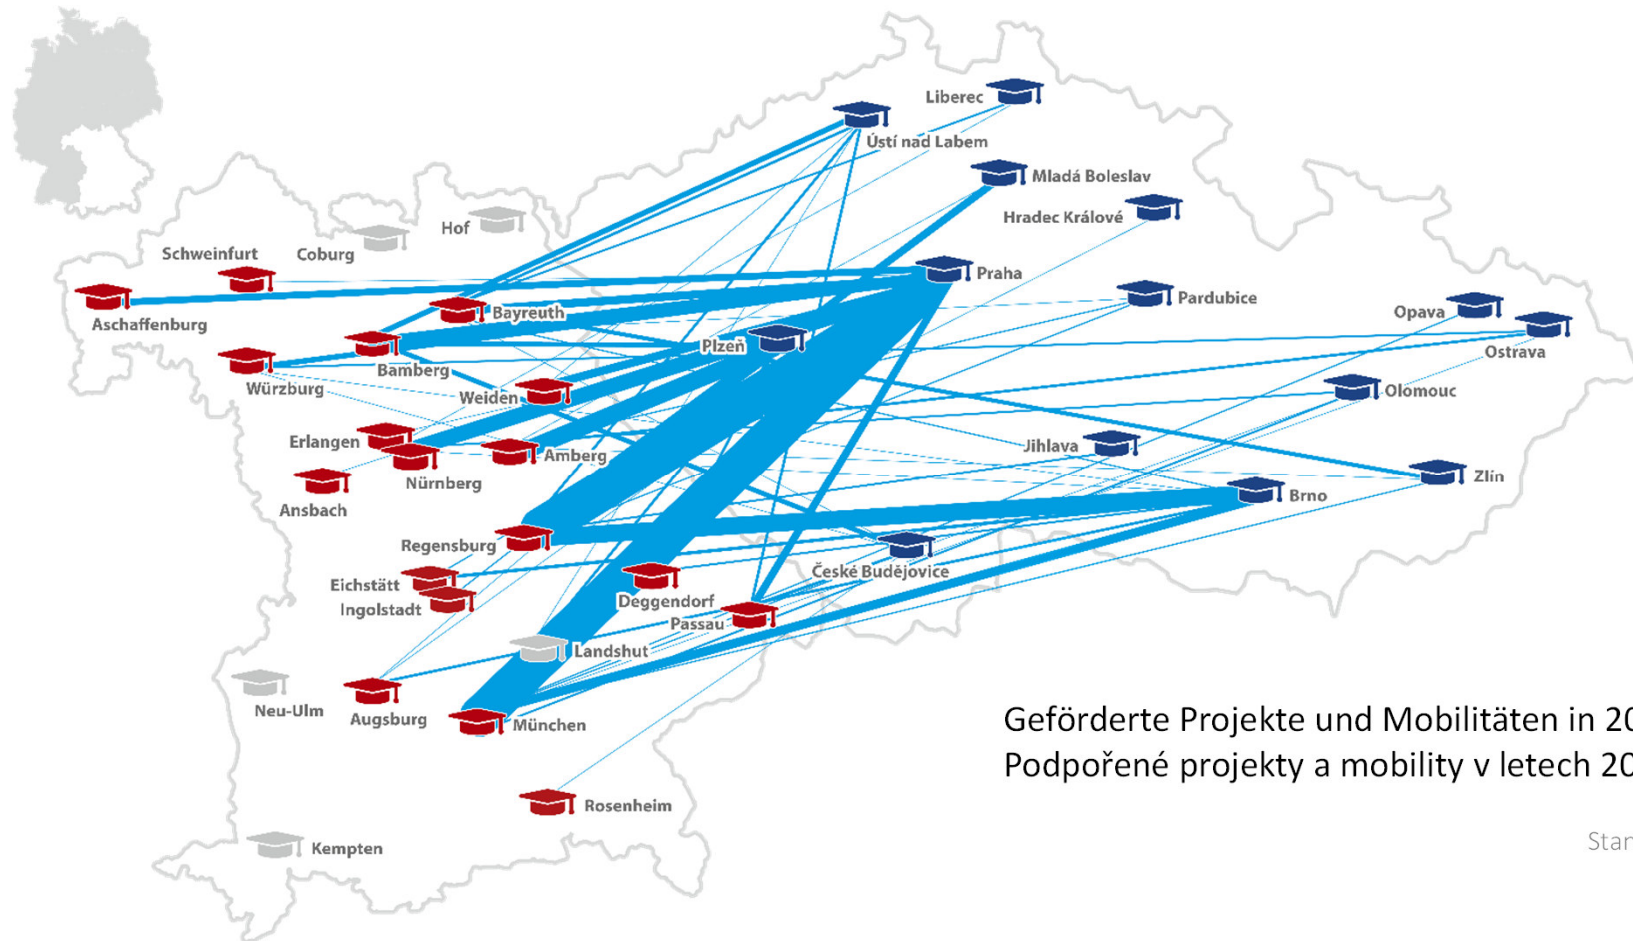 Liberec
Ústí nad Labem
Mladá Boleslav
Hradec Králové
Hof
Coburg
Schweinfurt
Praha
Pardubice
Opava
Aschaffenburg
Bayreuth
Plzeň
Ostrava
Bamberg
Würzburg
Weiden
Olomouc
Erlangen
Amberg
Jihlava
Nürnberg
Zlín
Ansbach
Brno
Regensburg
České Budějovice
Eichstätt
Ingolstadt
Deggendorf
Passau
Landshut
Neu-Ulm
Augsburg
München
Geförderte Projekte und Mobilitäten in 20
Podpořené projekty a mobility v letech 20
Rosenheim
Kempten